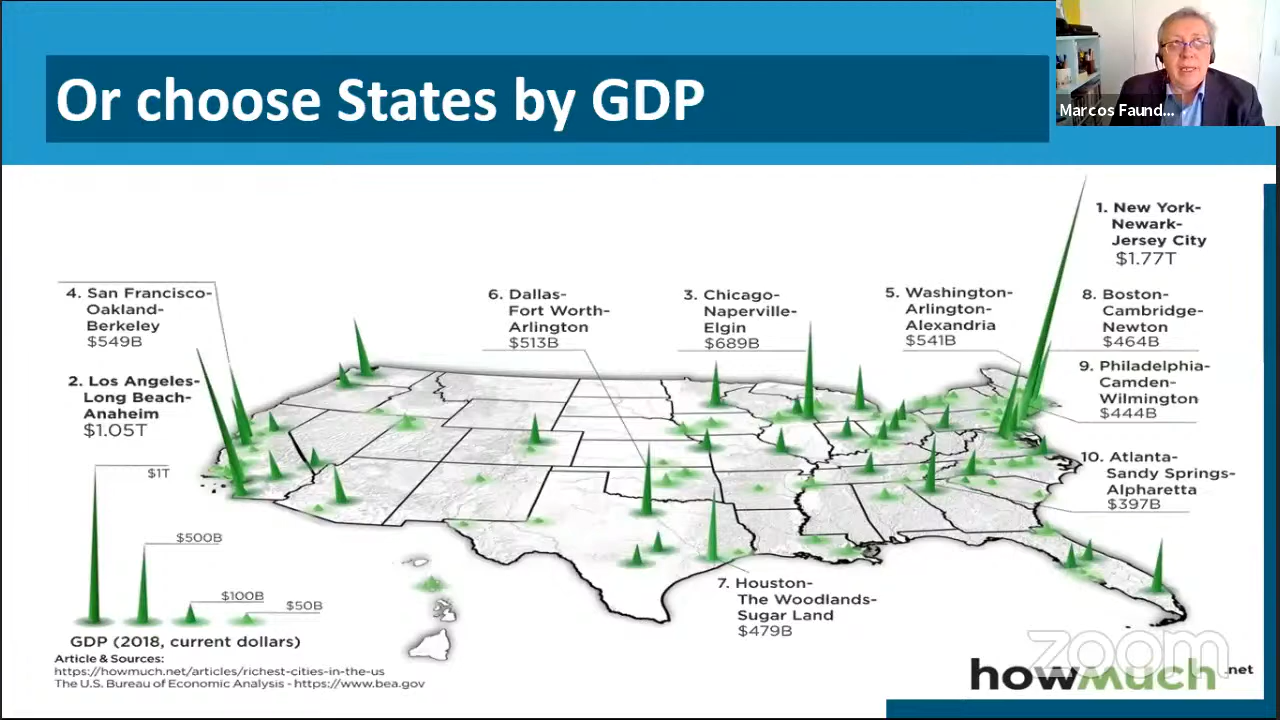 Or choose States by GDP
Marcos Faund...
1. New York-
Newark-
Jersey City
$1.77T
4. San Francisco-
Oakland-
Berkeley
$549B
6. Dallas-
Fort Worth-
Arlington
$513B
3. Chicago-
Naperville-
Elgin
$689B
5. Washington-
Arlington-
Alexandria
$541B
8. Boston-
Cambridge-
Newton
$464B
2. Los Angeles-
Long Beach-
Anaheim
$1.05T
9. Philadelphia-
Camden-
Wilmington
$444B
10. Atlanta-
Sandy Springs-
Alpharetta
$397B
$1T
$500B
$100B
$50B
7. Houston-
The Woodlands-
Sugar Land
$479B
GDP (2018, current dollars)
Article & Sources:
https://howmuch.net/articles/richest-cities-in-the-us
The U.S. Bureau of Economic Analysis - https://www.bea.gov
zoom
howmuch.net